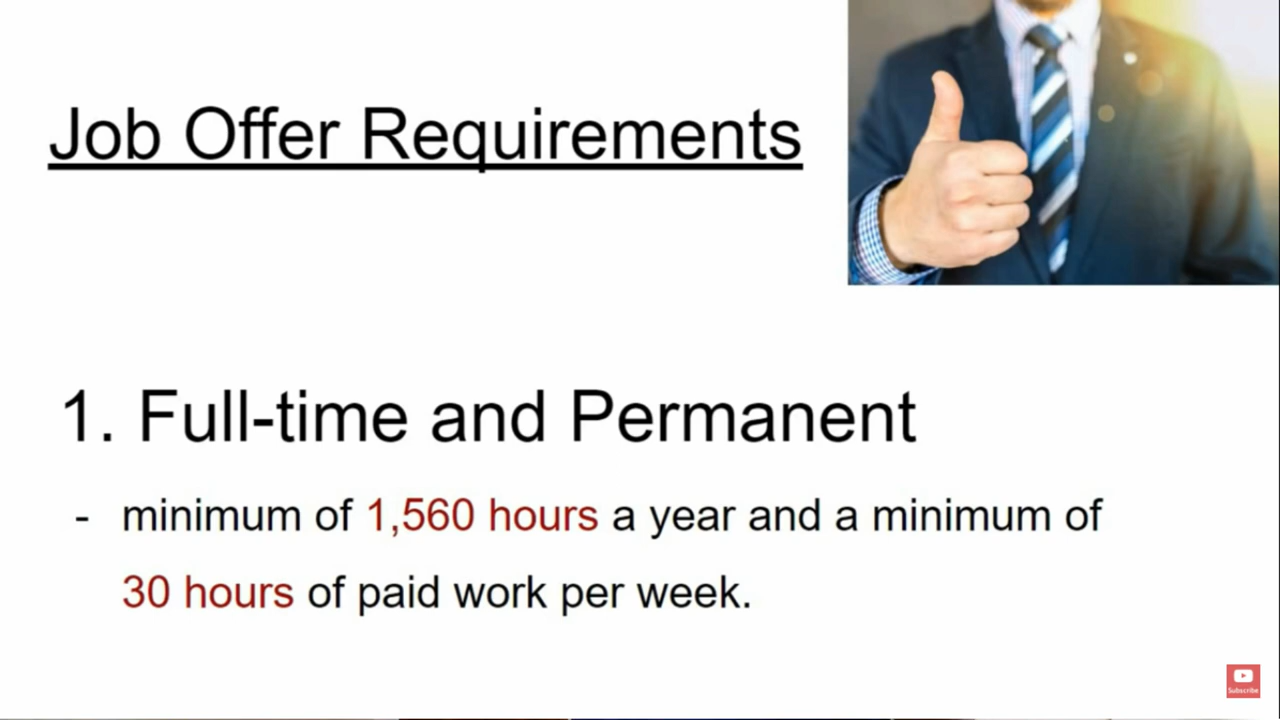 Job Offer Requirements
1. Full-time and Permanent
- minimum of 1,560 hours a year and a minimum of
30 hours of paid work per week.
Subscribe